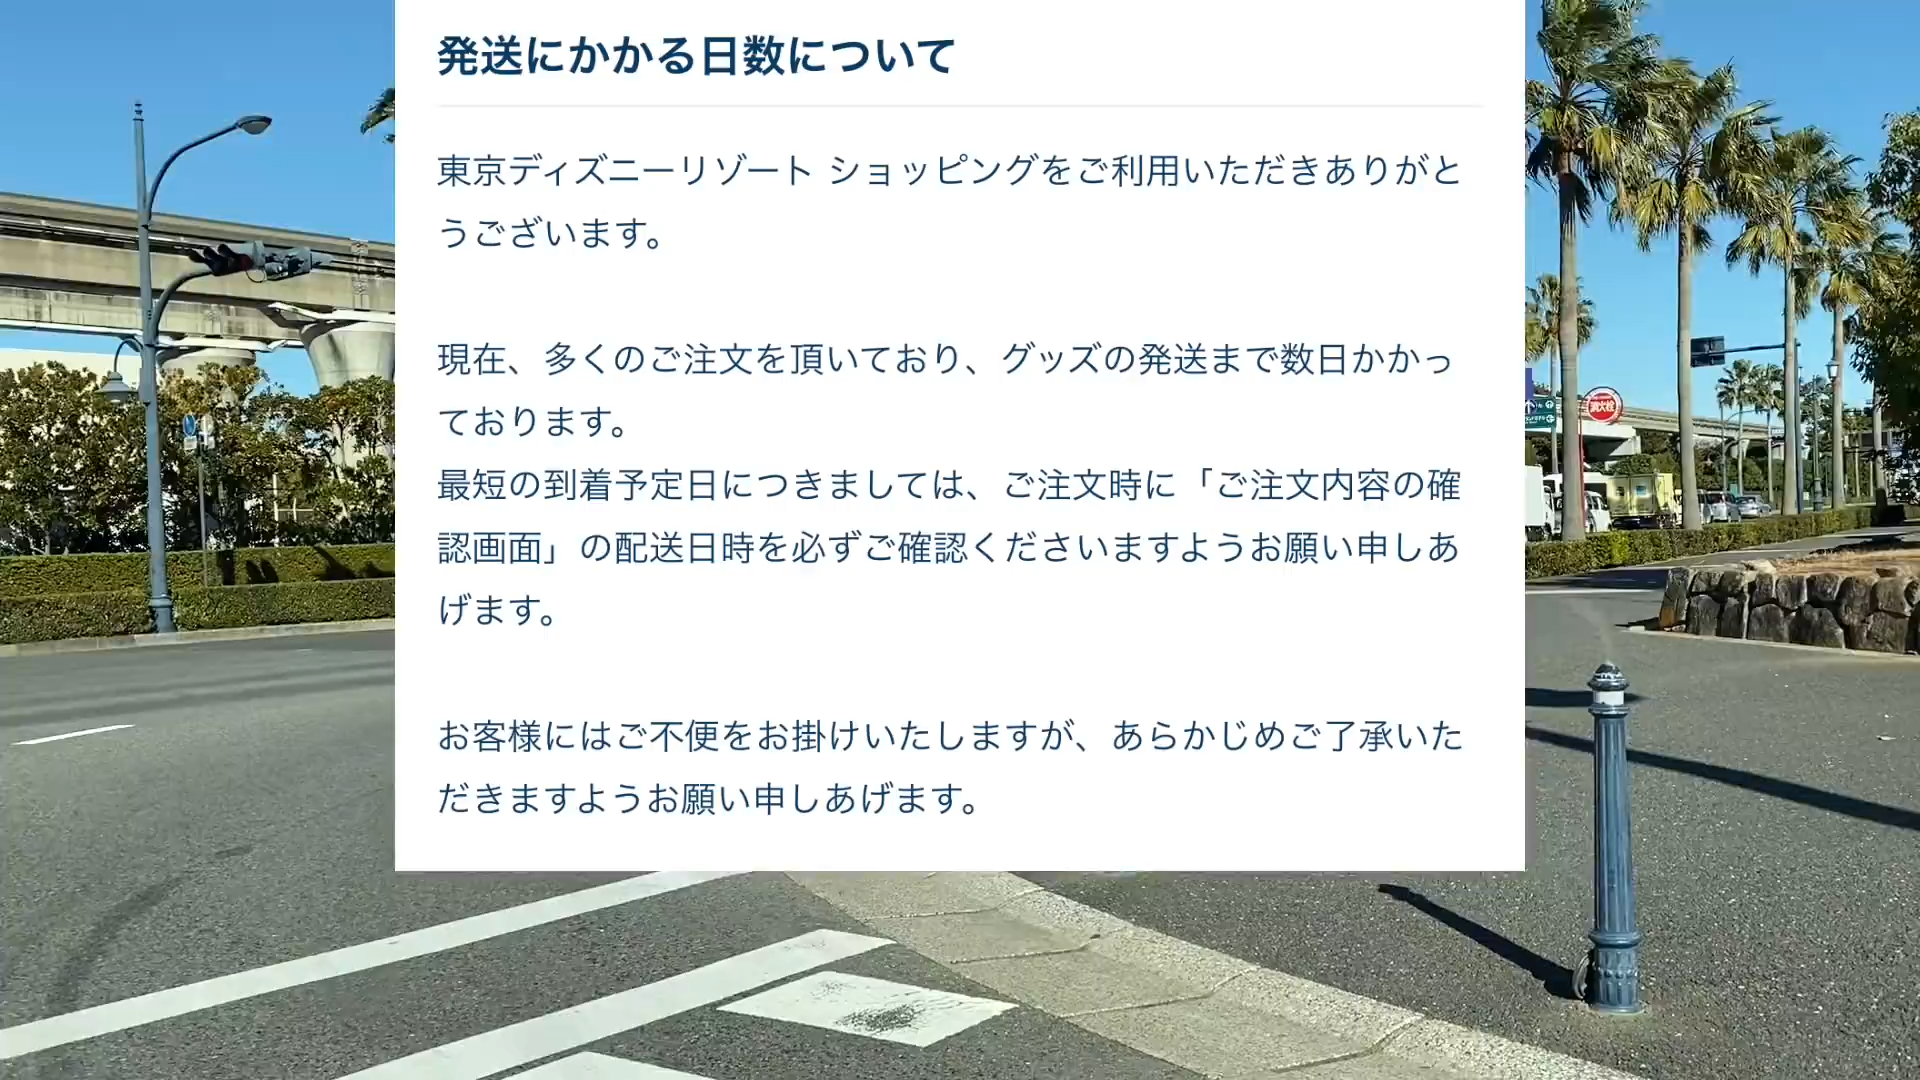 発送にかかる日数について
東京ディズニーリゾート ショッピングをご利用いただきありがと
うございます。
現在、多くのご注文を頂いており、グッズの発送まで数日かかっ
ております。
最短の到着予定日につきましては、ご注文時に「ご注文内容の確
認画面」の配送日時を必ずご確認くださいますようお願い申しあ
げます。
お客様にはご不便をお掛けいたしますが、あらかじめご了承いた
だきますようお願い申しあげます。
消火栓